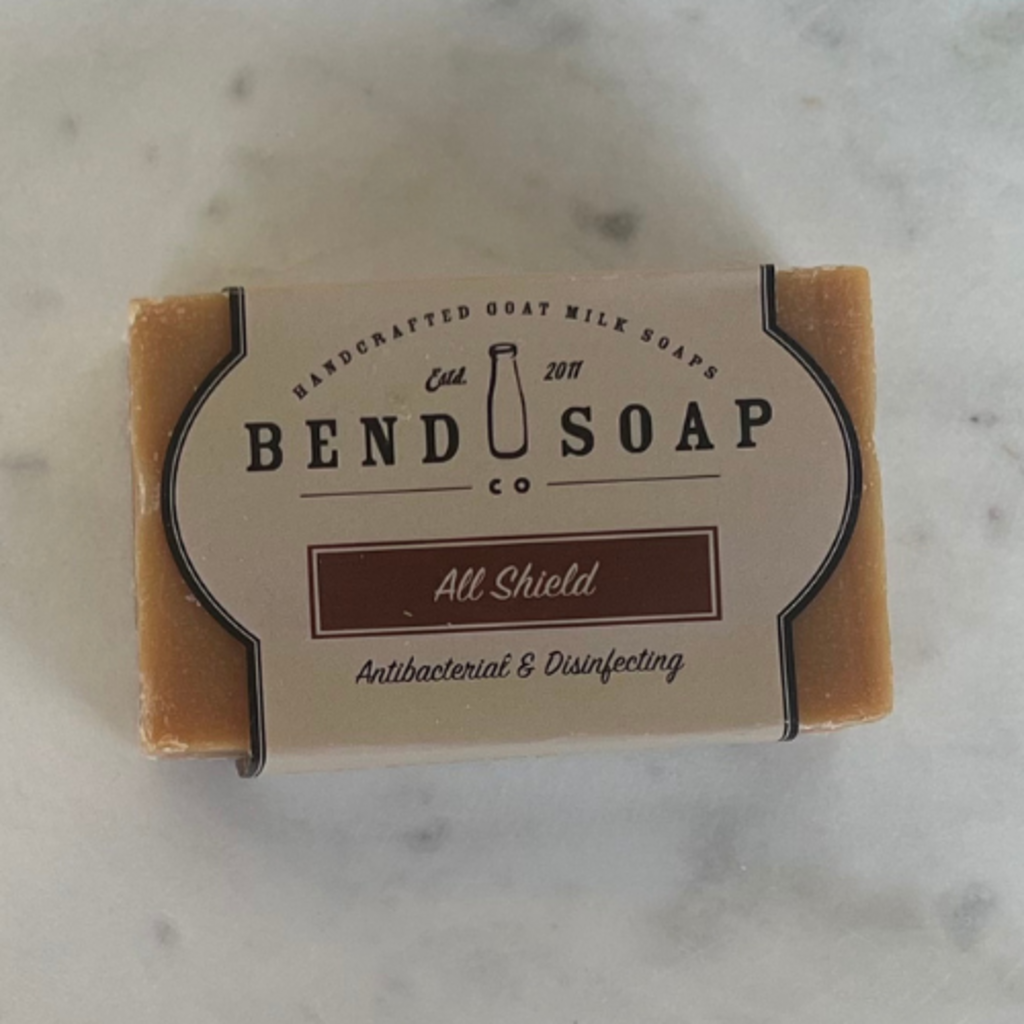 HANDCRAFTED GOAT MILK SOAPS
Estd. 2011
BEND SOAP
CO
All Shield
Antibacterial & Disinfecting